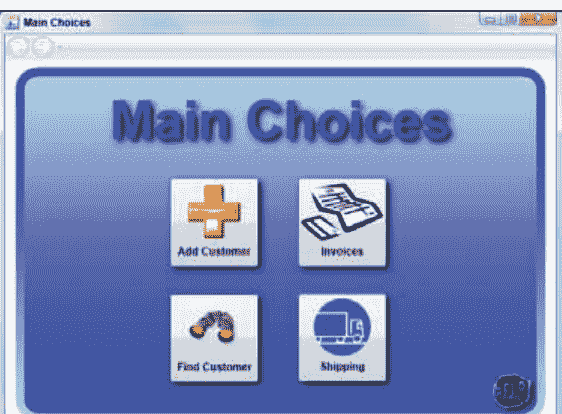 Main Choices
Main Choices
Add Customer
Invoices
Find Customer
Shipping